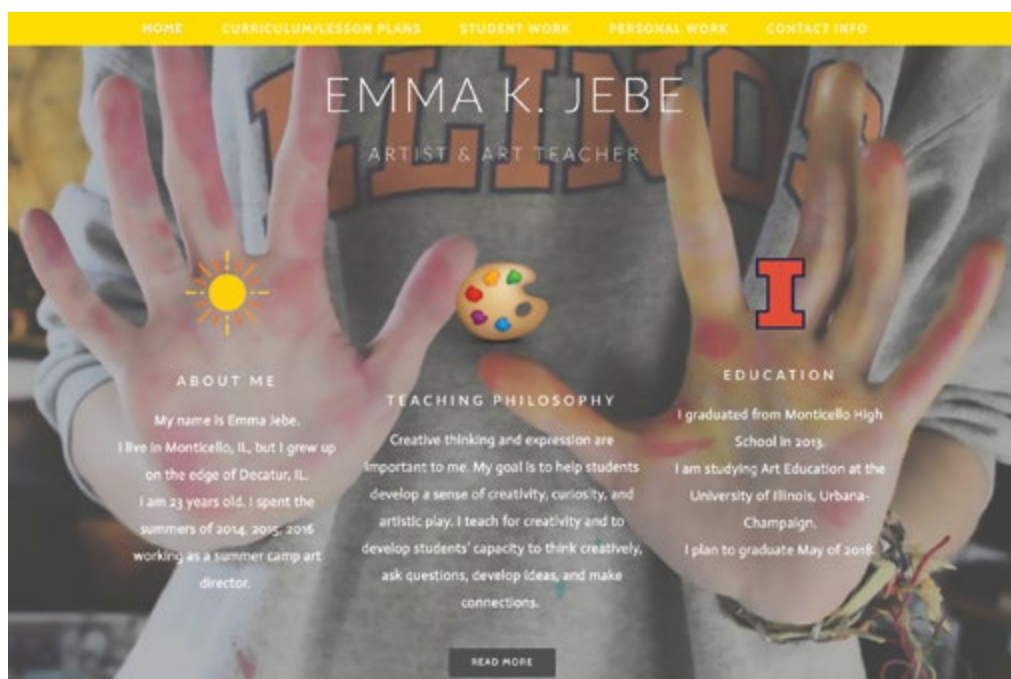 HOME CURRICULUM/LESSON PLANS STUDENT WORK PERSONAL WORK CONTACT INFO
ILLINOIS
EMMA K. JEBE
ARTIST & ART TEACHER
I
ABOUT ME
My name is Emma Jebe.
I live in Monticello, IL, but I grew up
on the edge of Decatur, IL.
I am 23 years old. I spent the
summers of 2014, 2015, 2016
working as a summer camp art
director.
TEACHING PHILOSOPHY
Creative thinking and expression are
important to me. My goal is to help students
develop a sense of creativity, curiosity, and
artistic play. I teach for creativity and to
develop students' capacity to think creatively,
ask questions, develop ideas, and make
connections.
READ MORE
EDUCATION
I graduated from Monticello High
School in 2013.
I am studying Art Education at the
University of Illinois, Urbana-
Champaign.
I plan to graduate May of 2018.